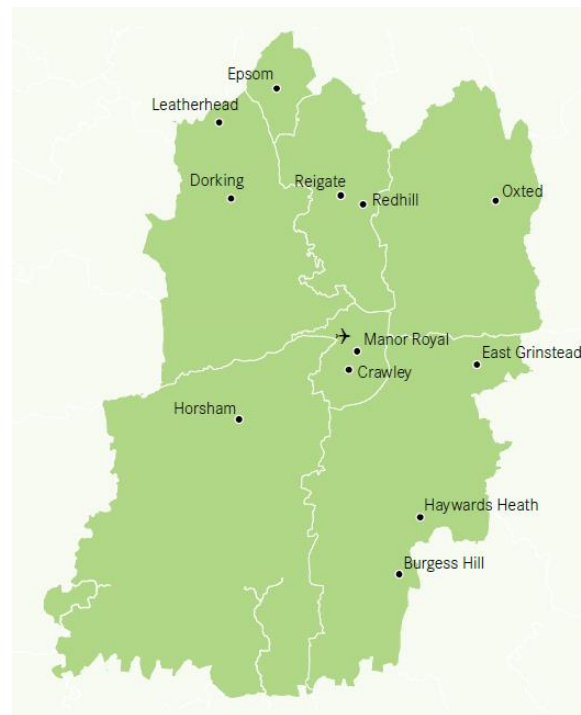 Epsom
Leatherhead
Dorking
Reigate
Redhill
Oxted
Manor Royal
East Grinstead
Crawley
Horsham
Haywards Heath
Burgess Hill